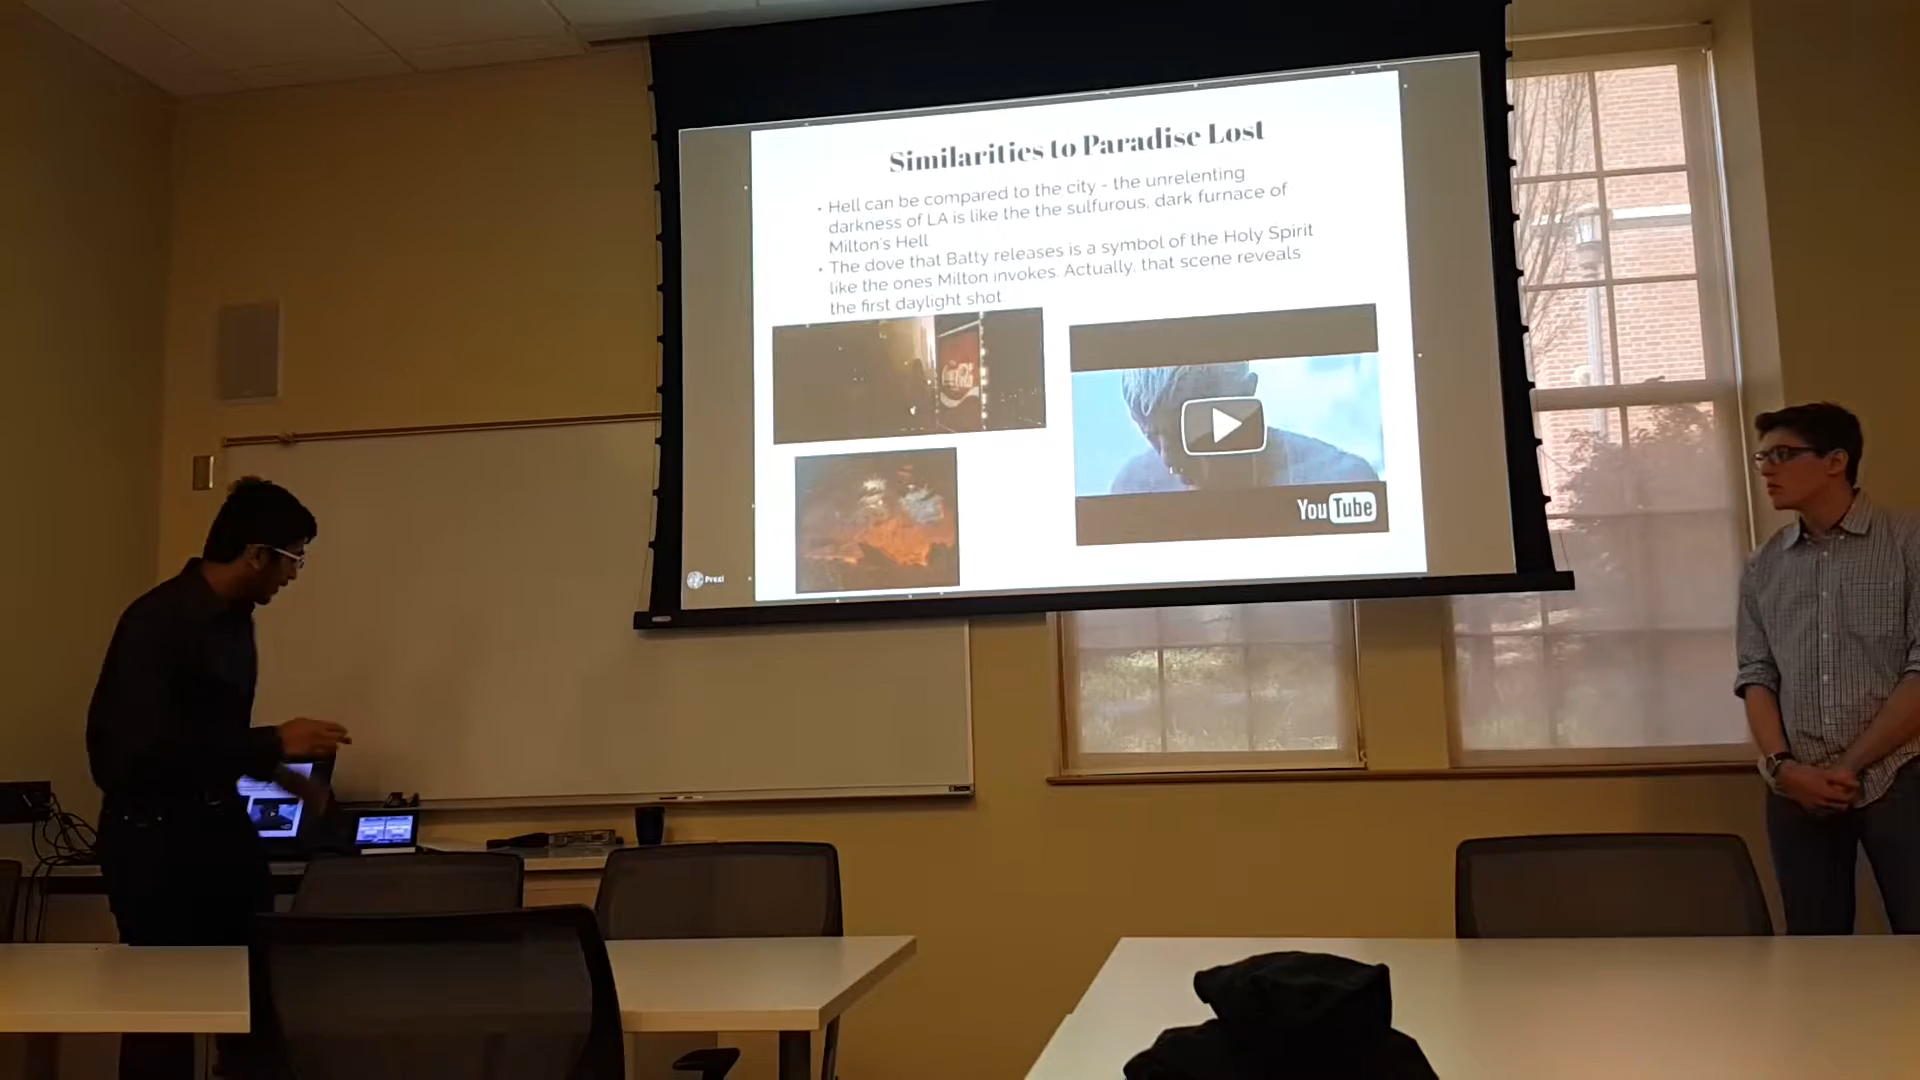 Similarities to Paradise Lost
• Hell can be compared to the city - the unrelenting
darkness of LA is like the the sulfurous, dark furnace of
Milton's Hell
• The dove that Batty releases is a symbol of the Holy Spirit
like the ones Milton invokes. Actually, that scene reveals
the first daylight shot
Coca-Cola
YouTube
Prezi